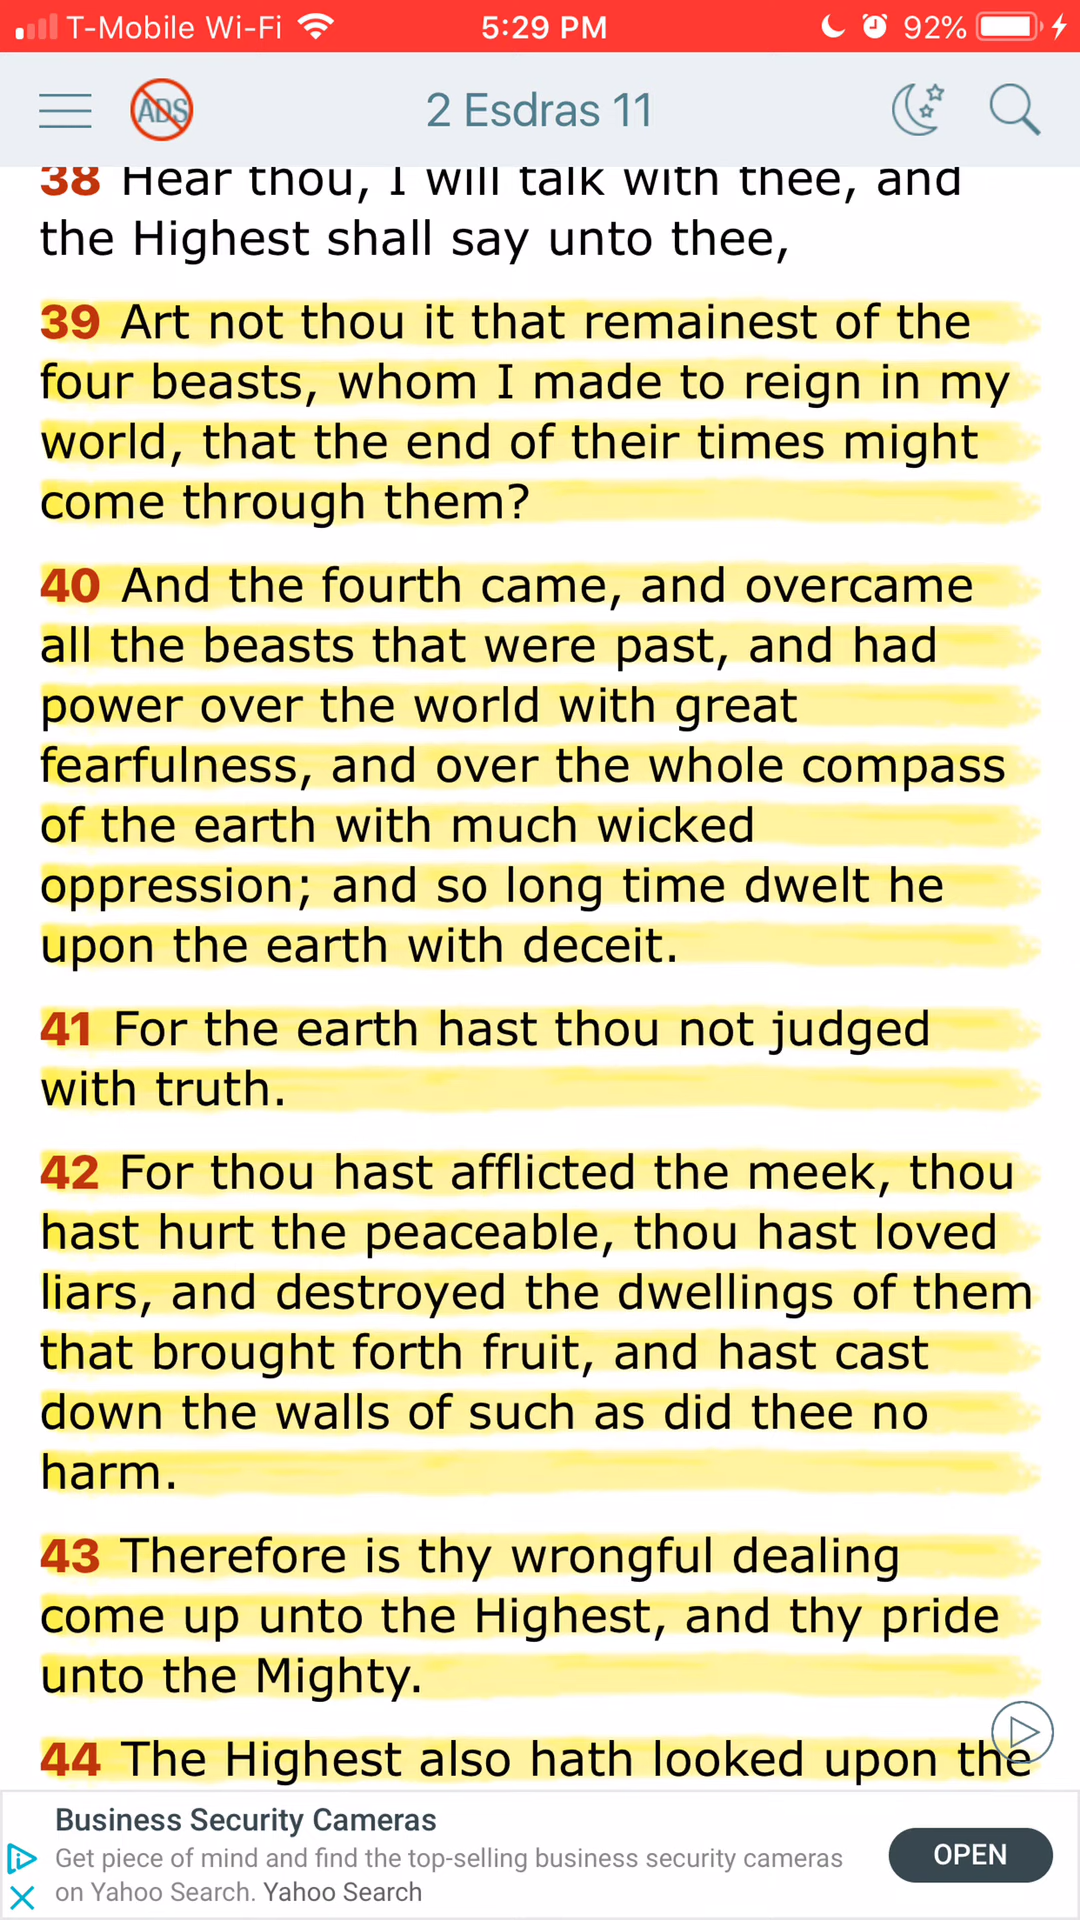 T-Mobile Wi-Fi 5:29 PM 92%
ADS 2 Esdras 11
38 Hear thou, I will talk with thee, and
the Highest shall say unto thee,
39 Art not thou it that remainest of the
four beasts, whom I made to reign in my
world, that the end of their times might
come through them?
40 And the fourth came, and overcame
all the beasts that were past, and had
power over the world with great
fearfulness, and over the whole compass
of the earth with much wicked
oppression; and so long time dwelt he
upon the earth with deceit.
41 For the earth hast thou not judged
with truth.
42 For thou hast afflicted the meek, thou
hast hurt the peaceable, thou hast loved
liars, and destroyed the dwellings of them
that brought forth fruit, and hast cast
down the walls of such as did thee no
harm.
43 Therefore is thy wrongful dealing
come up unto the Highest, and thy pride
unto the Mighty.
44 The Highest also hath looked upon the
Business Security Cameras
Get piece of mind and find the top-selling business security cameras
on Yahoo Search. Yahoo Search
OPEN